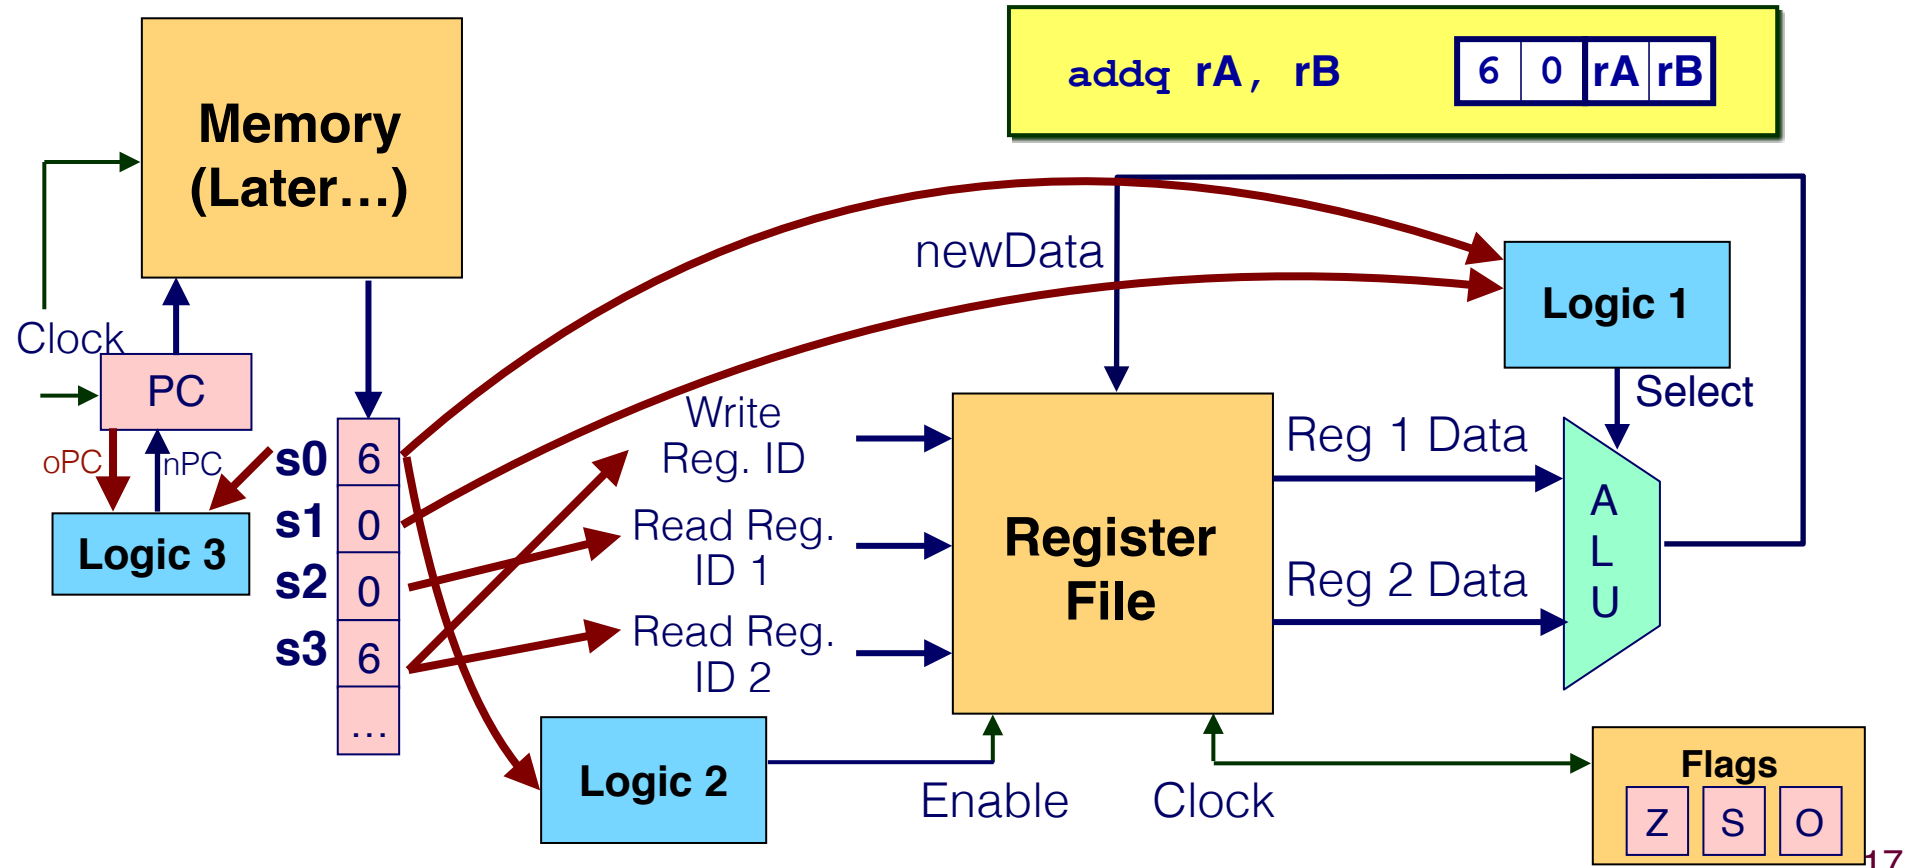 addq rA, rB
6 0 rA rB
Memory
(Later…)
newData
Logic 1
Clock
PC
Select
oPC
nPC
s0 6
s1 0
s2 0
s3 6
...
Logic 3
Write
Reg. ID
Read Reg.
ID 1
Read Reg.
ID 2
Register
File
Reg 1 Data
Reg 2 Data
A
L
U
Logic 2
Enable
Clock
Flags
Z S O
17